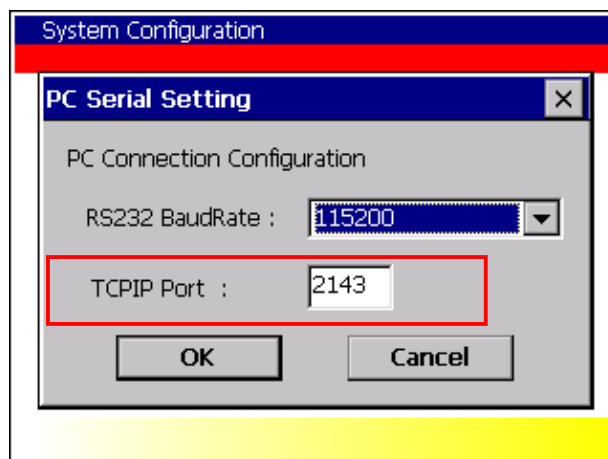 System Configuration
PC Serial Setting
PC Connection Configuration
RS232 BaudRate : 115200
TCPIP Port : 2143
OK Cancel